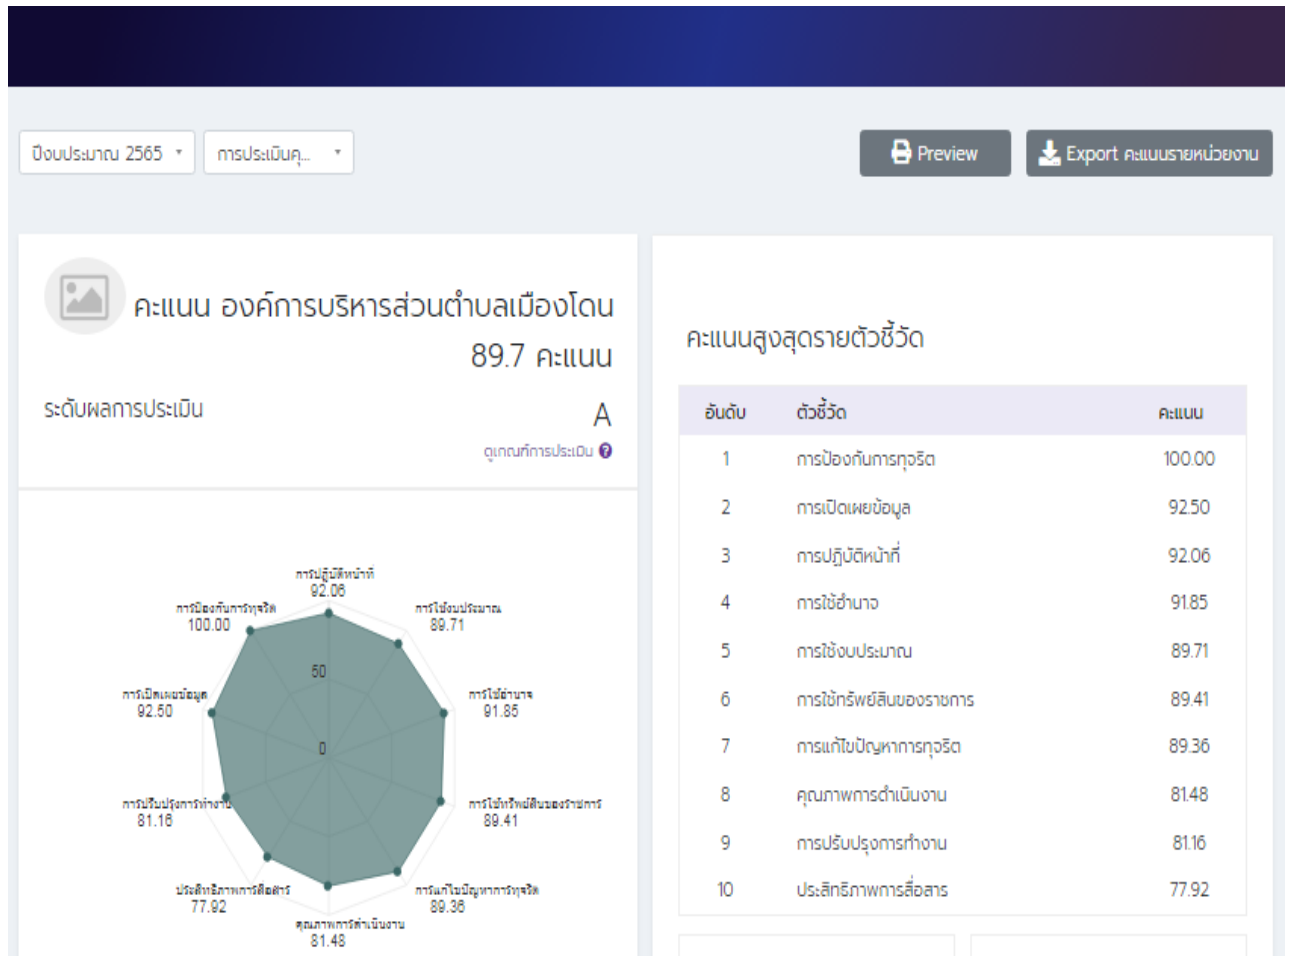 ปีงบประมาณ 2565
การประเมินคุ...
Preview
Export คะแนนรายหน่วยงาน
คะแนน องค์การบริหารส่วนตำบลเมืองโดน
89.7 คะแนน
ระดับผลการประเมิน
A
ดูเกณฑ์การประเมิน
การปฏิบัติหน้าที่
92.06
การป้องกันการทุจริต
100.00
การใช้งบประมาณ
89.71
50
การเปิดเผยข้อมูล
92.50
การใช้อำนาจ
91.85
0
การปรับปรุงการทำงาน
81.16
การใช้ทรัพย์สินของราชการ
89.41
ประสิทธิภาพการสื่อสาร
77.92
การแก้ไขปัญหาการทุจริต
89.36
คุณภาพการดำเนินงาน
81.48
คะแนนสูงสุดรายตัวชี้วัด
อันดับ ตัวชี้วัด คะแนน
1 การป้องกันการทุจริต 100.00
2 การเปิดเผยข้อมูล 92.50
3 การปฏิบัติหน้าที่ 92.06
4 การใช้อำนาจ 91.85
5 การใช้งบประมาณ 89.71
6 การใช้ทรัพย์สินของราชการ 89.41
7 การแก้ไขปัญหาการทุจริต 89.36
8 คุณภาพการดำเนินงาน 81.48
9 การปรับปรุงการทำงาน 81.16
10 ประสิทธิภาพการสื่อสาร 77.92